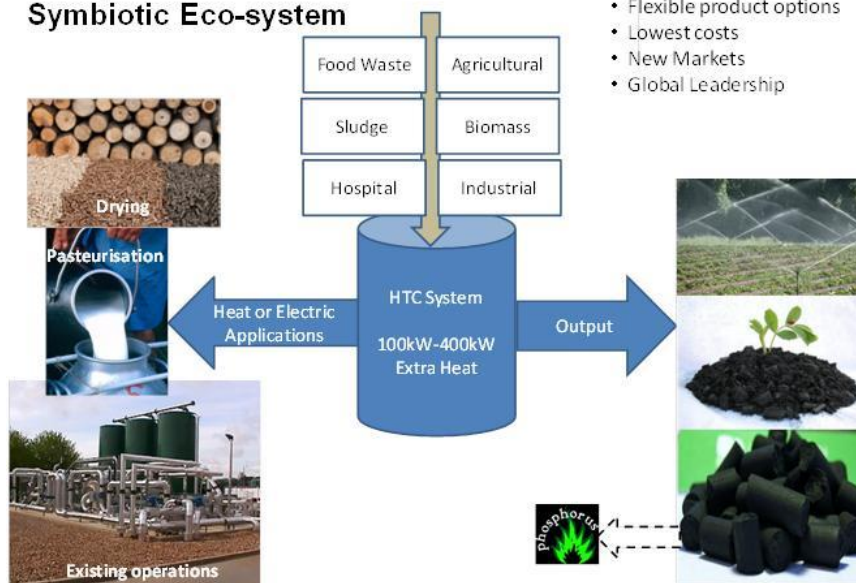 Symbiotic Eco-system
• Flexible product options
• Lowest costs
• New Markets
• Global Leadership
Food Waste
Agricultural
Sludge
Biomass
Hospital
Industrial
Drying
Pasteurisation
Heat or Electric
Applications
HTC System
100kW-400kW
Extra Heat
Output
Existing operations
phosphorus